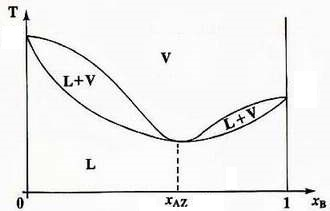 T
V
L+V
L+V
L
0 x_AZ 1 x_B